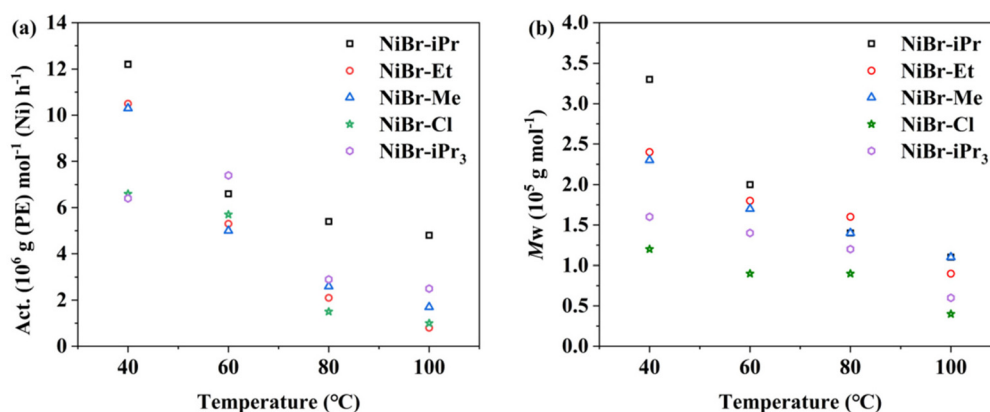 (a)
14
12
10
8
6
4
2
0
Act. (10⁶ g (PE) mol⁻¹ (Ni) h⁻¹)
NiBr-iPr
NiBr-Et
NiBr-Me
NiBr-Cl
NiBr-iPr₃
40 60 80 100
Temperature (°C)
(b)
4.0
3.5
3.0
2.5
2.0
1.5
1.0
0.5
0.0
Mw (10⁵ g mol⁻¹)
NiBr-iPr
NiBr-Et
NiBr-Me
NiBr-Cl
NiBr-iPr₃
40 60 80 100
Temperature (°C)